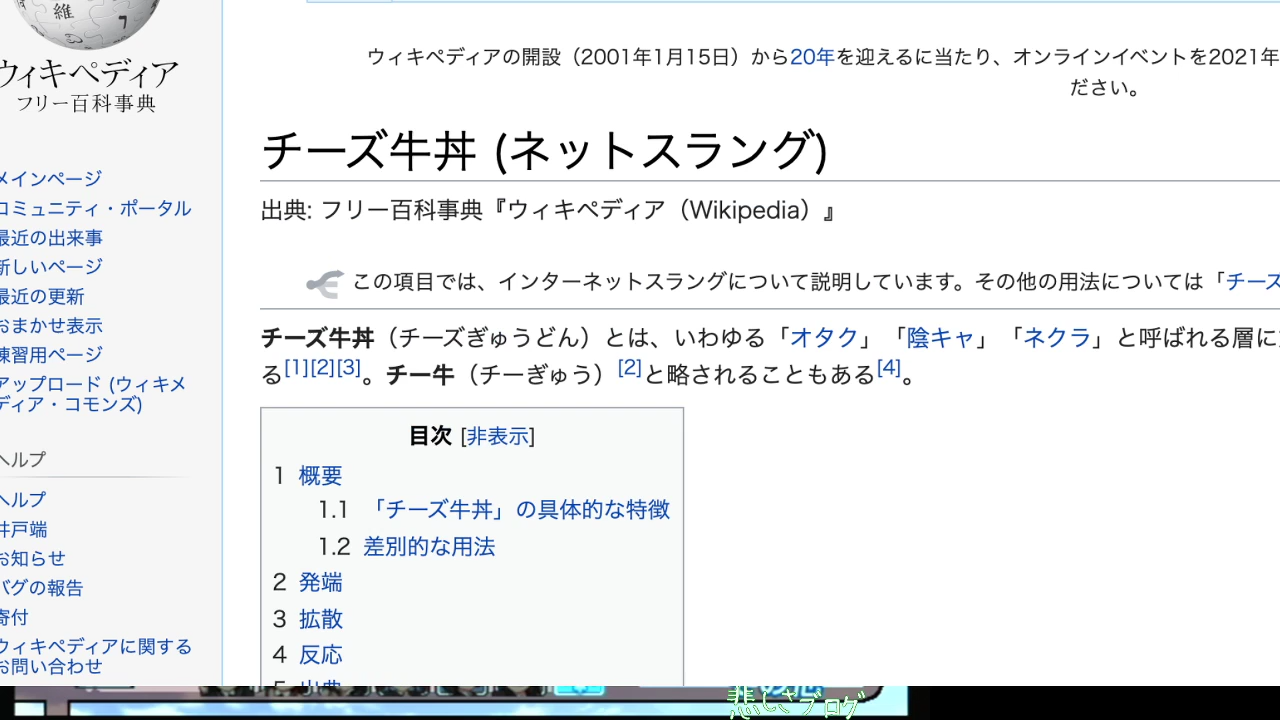 維
ウィキペディア
フリー百科事典
メインページ
コミュニティ・ポータル
最近の出来事
新しいページ
最近の更新
おまかせ表示
練習用ページ
アップロード (ウィキメ
ディア・コモンズ)
ヘルプ
ヘルプ
井戸端
お知らせ
バグの報告
寄付
ウィキペディアに関する
お問い合わせ
ウィキペディアの開設（2001年1月15日）から20年を迎えるに当たり、オンラインイベントを2021年
ださい。
チーズ牛丼 (ネットスラング)
出典: フリー百科事典『ウィキペディア（Wikipedia）』
この項目では、インターネットスラングについて説明しています。その他の用法については「チーズ
チーズ牛丼（チーズぎゅうどん）とは、いわゆる「オタク」「陰キャ」「ネクラ」と呼ばれる層に
る[1][2][3]。チー牛（チーぎゅう）[2]と略されることもある[4]。
目次 [非表示]
1 概要
1.1 「チーズ牛丼」の具体的な特徴
1.2 差別的な用法
2 発端
3 拡散
4 反応
5 出典
悲しさブログ